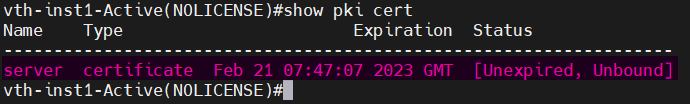 vth-inst1-Active(NOLICENSE)#show pki cert
Name    Type                   Expiration  Status
----------------------------------------------------------------
server  certificate  Feb 21 07:47:07 2023 GMT  [Unexpired, Unbound]
vth-inst1-Active(NOLICENSE)#